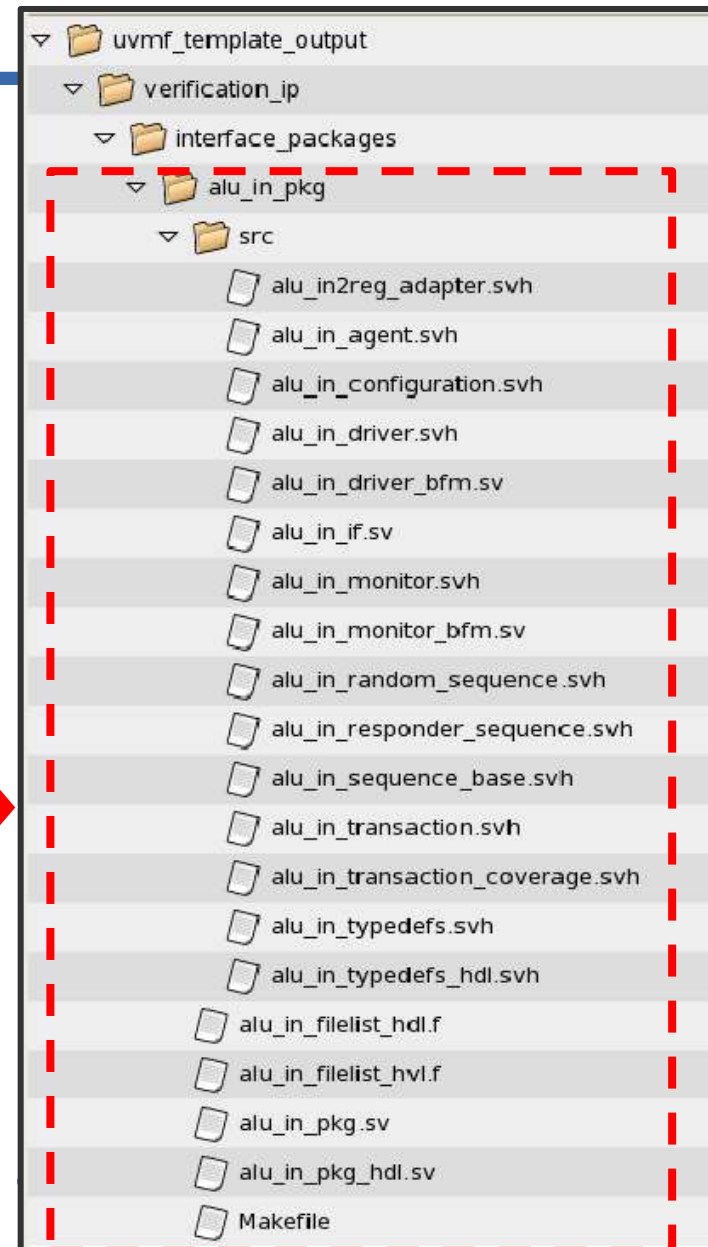 uvmf_template_output
verification_ip
interface_packages
alu_in_pkg
src
alu_in2reg_adapter.svh
alu_in_agent.svh
alu_in_configuration.svh
alu_in_driver.svh
alu_in_driver_bfm.sv
alu_in_if.sv
alu_in_monitor.svh
alu_in_monitor_bfm.sv
alu_in_random_sequence.svh
alu_in_responder_sequence.svh
alu_in_sequence_base.svh
alu_in_transaction.svh
alu_in_transaction_coverage.svh
alu_in_typedefs.svh
alu_in_typedefs_hdl.svh
alu_in_filelist_hdl.f
alu_in_filelist_hvl.f
alu_in_pkg.sv
alu_in_pkg_hdl.sv
Makefile